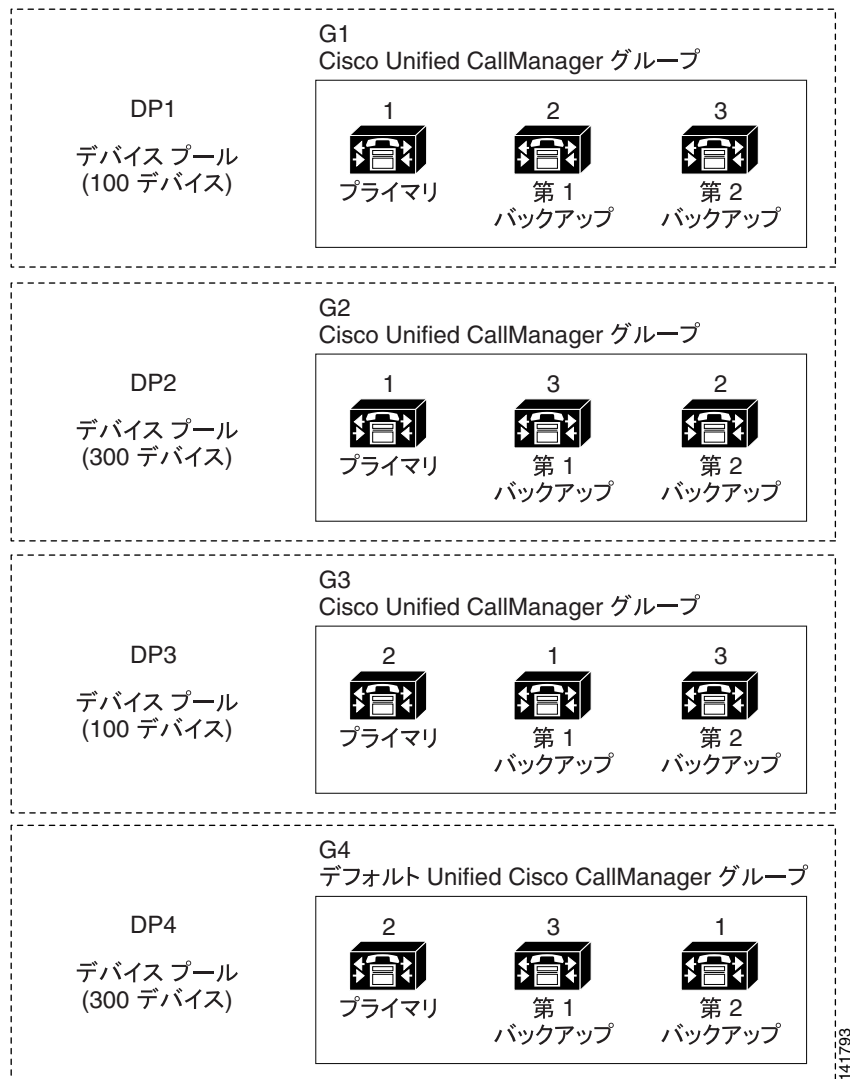 G1
Cisco Unified CallManager グループ
DP1
デバイス プール
(100 デバイス)
1
プライマリ
2
第 1
バックアップ
3
第 2
バックアップ
G2
Cisco Unified CallManager グループ
DP2
デバイス プール
(300 デバイス)
1
プライマリ
3
第 1
バックアップ
2
第 2
バックアップ
G3
Cisco Unified CallManager グループ
DP3
デバイス プール
(100 デバイス)
2
プライマリ
1
第 1
バックアップ
3
第 2
バックアップ
G4
デフォルト Unified Cisco CallManager グループ
DP4
デバイス プール
(300 デバイス)
2
プライマリ
3
第 1
バックアップ
1
第 2
バックアップ
141793